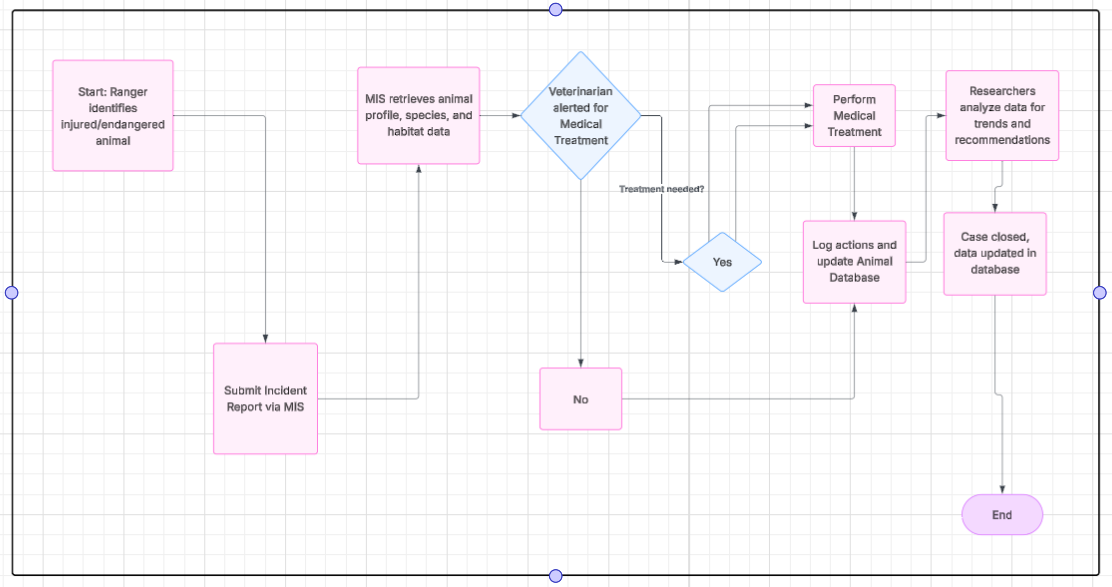 Start: Ranger
identifies
injured/endangered
animal
Submit Incident
Report via MIS
MIS retrieves animal
profile, species, and
habitat data
Veterinarian
alerted for
Medical
Treatment
Treatment needed?
Yes
No
Perform
Medical
Treatment
Log actions and
update Animal
Database
Researchers
analyze data for
trends and
recommendations
Case closed,
data updated in
database
End